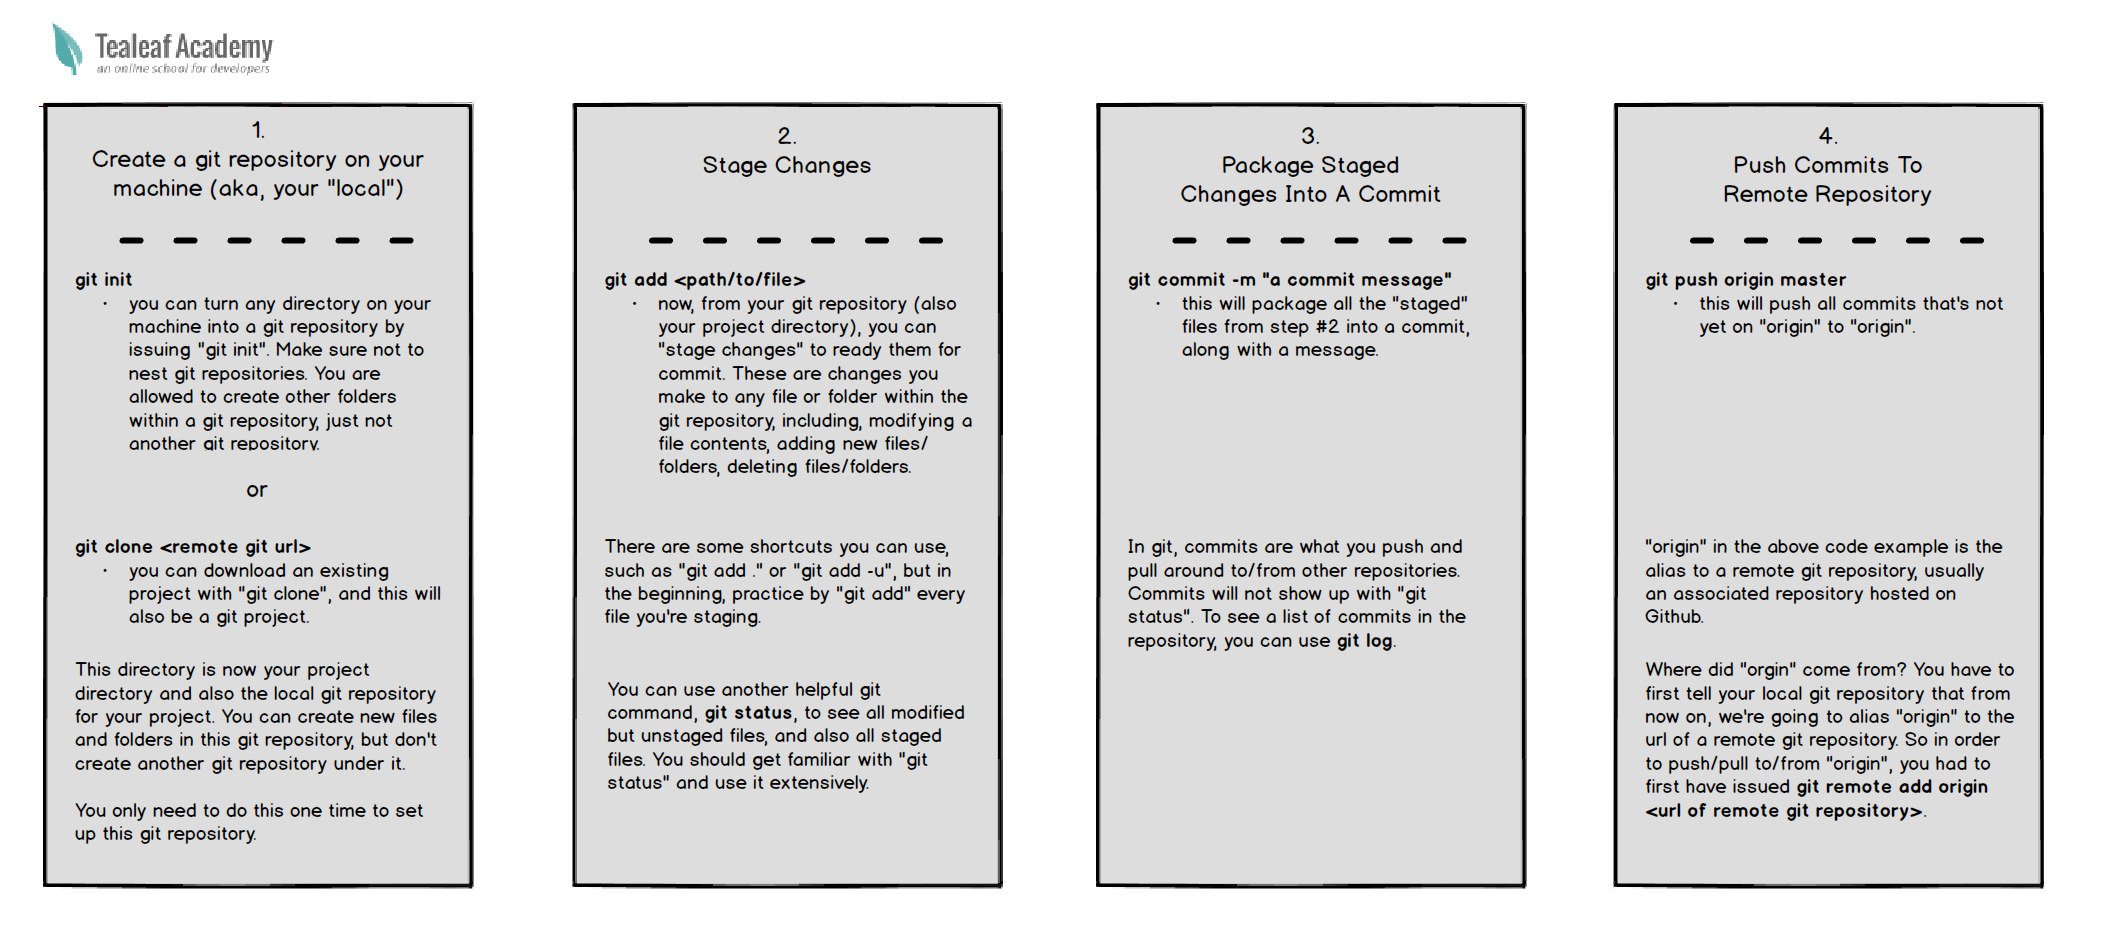 Tealeaf Academy
an online school for developers
1.
Create a git repository on your
machine (aka, your "local")
git init
· you can turn any directory on your
machine into a git repository by
issuing "git init". Make sure not to
nest git repositories. You are
allowed to create other folders
within a git repository, just not
another git repository.
or
git clone <remote git url>
· you can download an existing
project with "git clone", and this will
also be a git project.
This directory is now your project
directory and also the local git repository
for your project. You can create new files
and folders in this git repository, but don't
create another git repository under it.
You only need to do this one time to set
up this git repository.
2.
Stage Changes
git add <path/to/file>
· now, from your git repository (also
your project directory), you can
"stage changes" to ready them for
commit. These are changes you
make to any file or folder within the
git repository, including, modifying a
file contents, adding new files/
folders, deleting files/folders.
There are some shortcuts you can use,
such as "git add ." or "git add -u", but in
the beginning, practice by "git add" every
file you're staging.
You can use another helpful git
command, git status, to see all modified
but unstaged files, and also all staged
files. You should get familiar with "git
status" and use it extensively.
3.
Package Staged
Changes Into A Commit
git commit -m "a commit message"
· this will package all the "staged"
files from step #2 into a commit,
along with a message.
In git, commits are what you push and
pull around to/from other repositories.
Commits will not show up with "git
status". To see a list of commits in the
repository, you can use git log.
4.
Push Commits To
Remote Repository
git push origin master
· this will push all commits that's not
yet on "origin" to "origin".
"origin" in the above code example is the
alias to a remote git repository, usually
an associated repository hosted on
Github.
Where did "orgin" come from? You have to
first tell your local git repository that from
now on, we're going to alias "origin" to the
url of a remote git repository. So in order
to push/pull to/from "origin", you had to
first have issued git remote add origin
<url of remote git repository>.